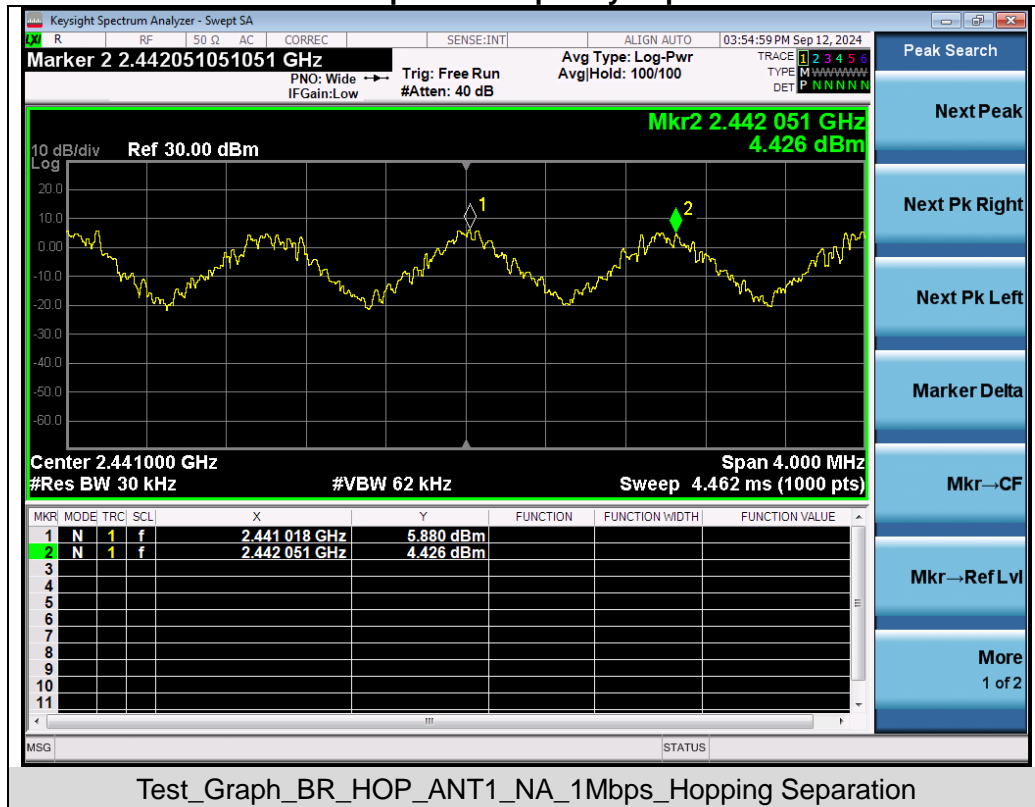 Keysight Spectrum Analyzer - Swept SA
LXI R RF 50 Ω AC CORREC SENSE:INT ALIGN AUTO 03:54:59 PM Sep 12, 2024
Marker 2 2.442051051051 GHz
PNO: Wide
IFGain:Low
Trig: Free Run
#Atten: 40 dB
Avg Type: Log-Pwr
Avg|Hold: 100/100
TRACE 1 2 3 4 5 6
TYPE M WWWWW
DET P N N N N N
Mkr2 2.442 051 GHz
4.426 dBm
10 dB/div Ref 30.00 dBm
Log
20.0
10.0
0.00
-10.0
-20.0
-30.0
-40.0
-50.0
-60.0
1
2
Center 2.441000 GHz Span 4.000 MHz
#Res BW 30 kHz #VBW 62 kHz Sweep 4.462 ms (1000 pts)
MKR MODE TRC SCL X Y FUNCTION FUNCTION WIDTH FUNCTION VALUE
1 N 1 f 2.441 018 GHz 5.880 dBm
2 N 1 f 2.442 051 GHz 4.426 dBm
3
4
5
6
7
8
9
10
11
MSG STATUS
Peak Search
Next Peak
Next Pk Right
Next Pk Left
Marker Delta
Mkr→CF
Mkr→Ref Lvl
More
1 of 2
Test_Graph_BR_HOP_ANT1_NA_1Mbps_Hopping Separation